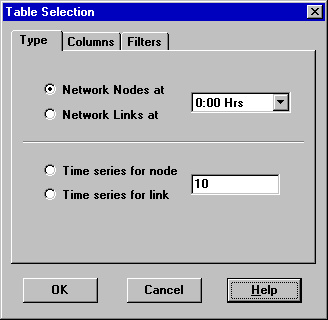 Table Selection
Type Columns Filters
Network Nodes at 0:00 Hrs
Network Links at
Time series for node 10
Time series for link
OK Cancel Help